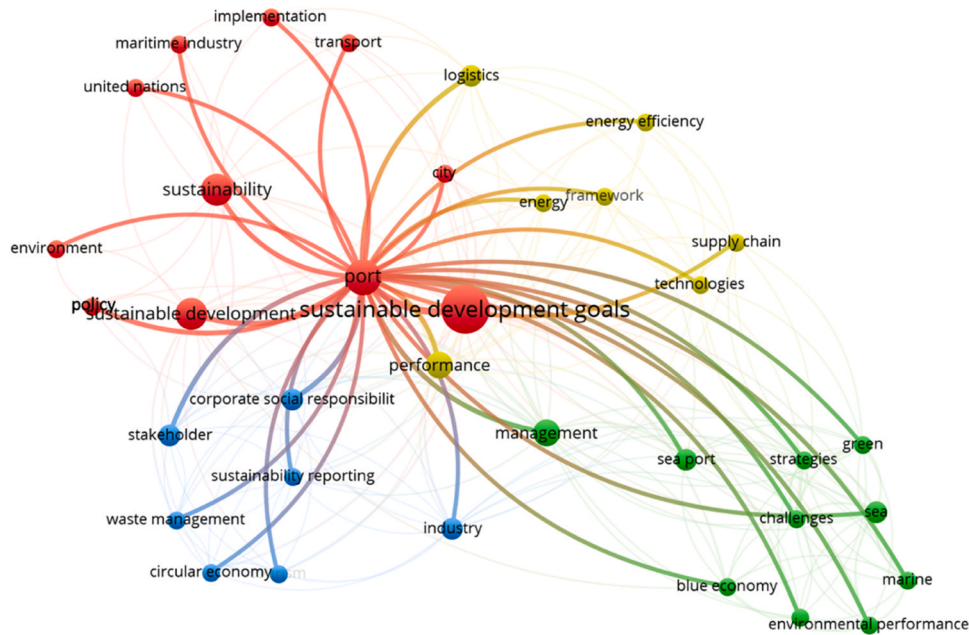 implementation
maritime industry
transport
united nations
logistics
energy efficiency
city
sustainability
energy
framework
environment
supply chain
port
technologies
policy
sustainable development
sustainable development goals
performance
corporate social responsibilit
stakeholder
management
green
sea port
strategies
sustainability reporting
waste management
industry
challenges
sea
circular economy
marine
blue economy
environmental performance